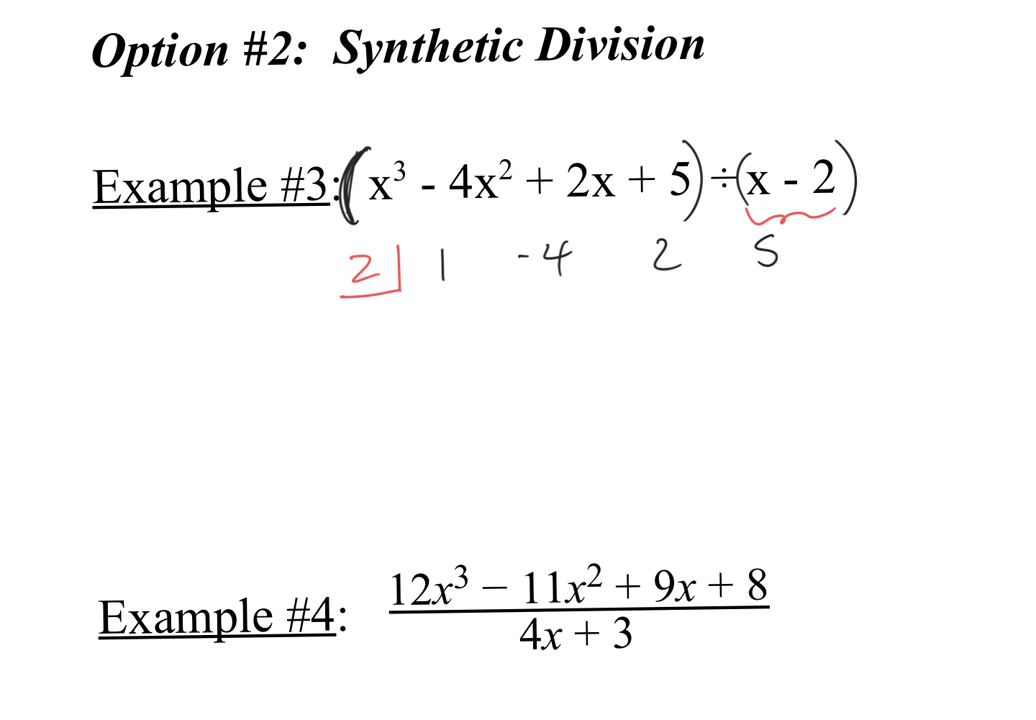 Option #2: Synthetic Division
Example #3: (x³ - 4x² + 2x + 5) ÷ (x - 2)
2 1 -4 2 5
Example #4: 12x³ − 11x² + 9x + 8
4x + 3